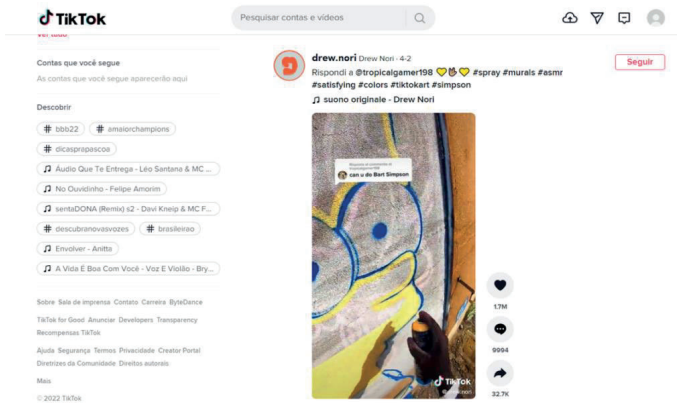 TikTok
Pesquisar contas e vídeos
Ver tudo
Contas que você segue
As contas que você segue aparecerão aqui
Descobrir
# bbb22
# amaiorchampions
# dicasprapascoa
Áudio Que Te Entrega - Léo Santana & MC ...
No Ouvidinho - Felipe Amorim
sentaDONA (Remix) s2 - Davi Kneip & MC F...
# descubranovasvozes
# brasileirao
Envolver - Anitta
A Vida É Boa Com Você - Voz E Violão - Bry...
Sobre Sala de imprensa Contato Carreira ByteDance
TikTok for Good Anunciar Developers Transparency
Recompensas TikTok
Ajuda Segurança Termos Privacidade Creator Portal
Diretrizes da Comunidade Direitos autorais
Mais
© 2022 TikTok
drew.nori Drew Nori · 4-2
Seguir
Rispondi a @tropicalgamer198 💛🖐🏽💛 #spray #murals #asmr
#satisfying #colors #tiktokart #simpson
suono originale - Drew Nori
tropicalgamer198
can u do Bart Simpson
TikTok
1.7M
9994
32.7K